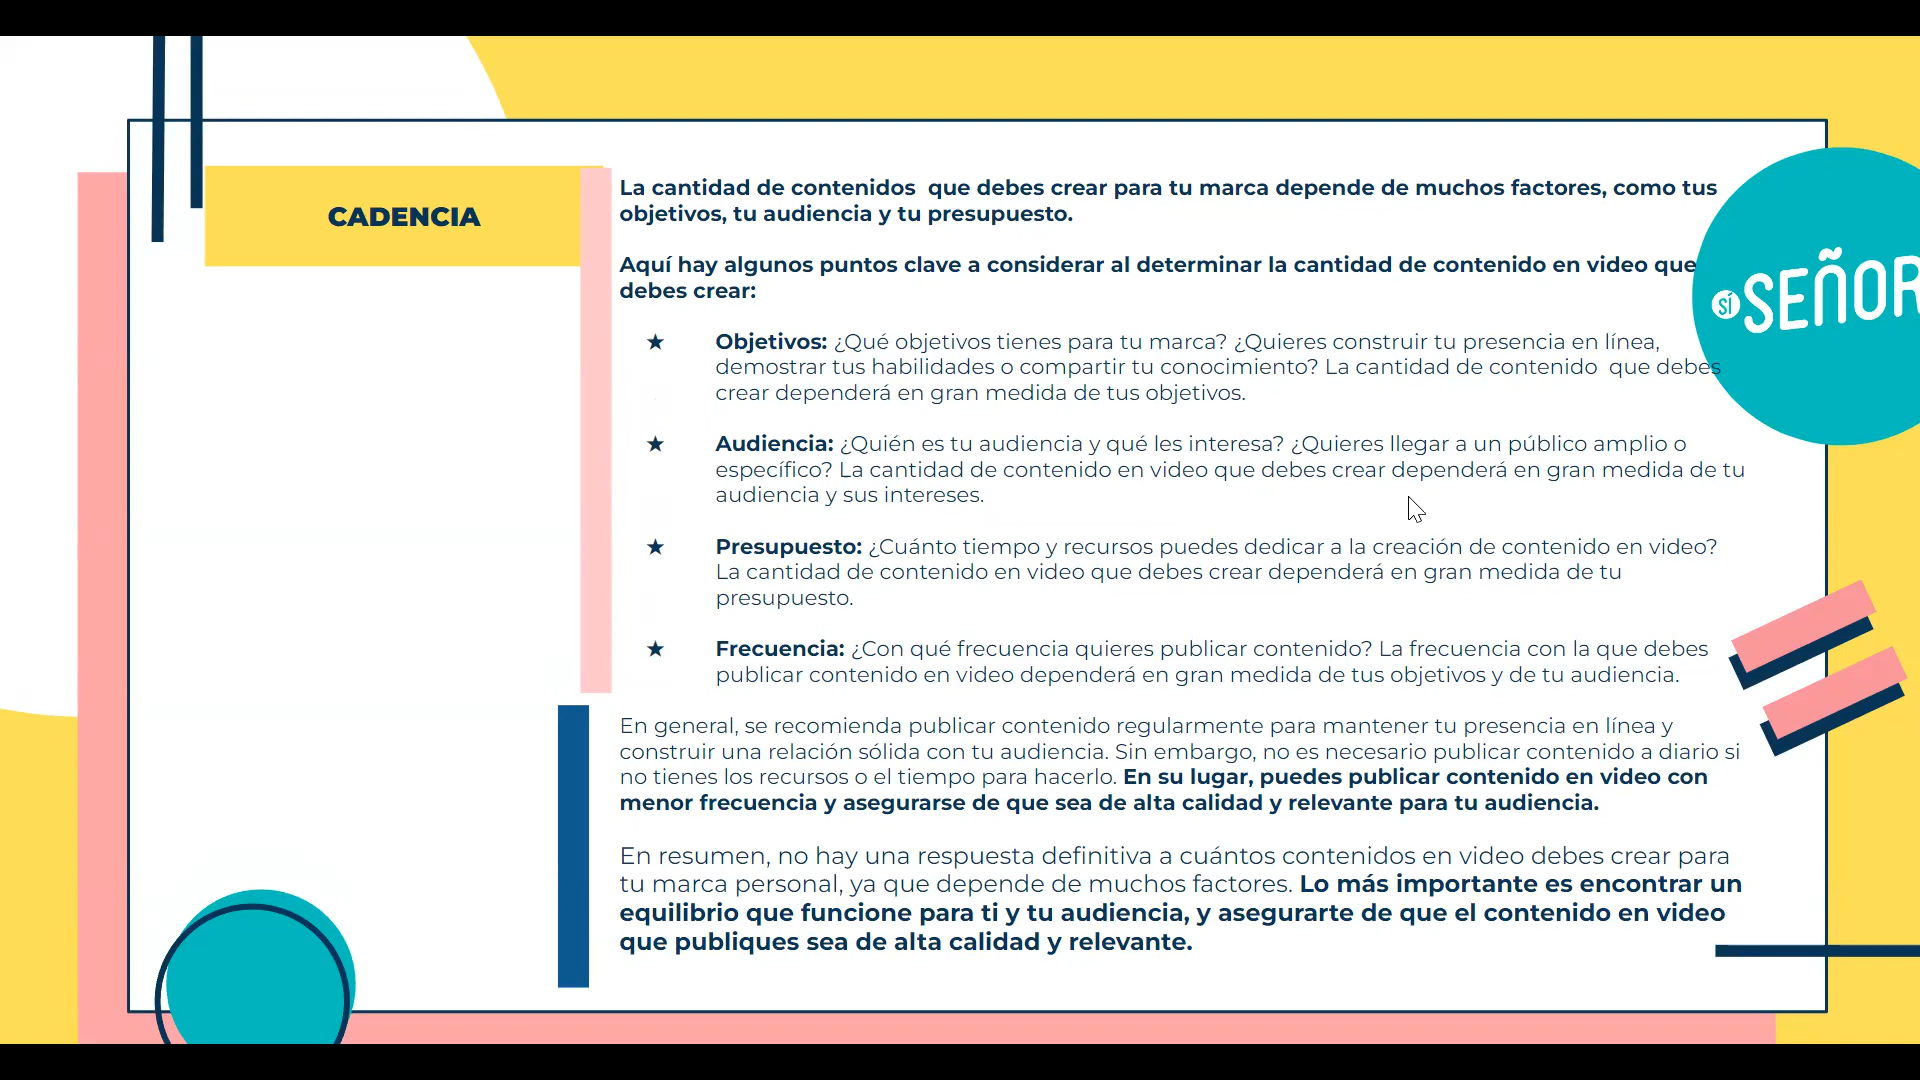 CADENCIA
La cantidad de contenidos  que debes crear para tu marca depende de muchos factores, como tus
objetivos, tu audiencia y tu presupuesto.
Aquí hay algunos puntos clave a considerar al determinar la cantidad de contenido en video que
debes crear:
★ Objetivos: ¿Qué objetivos tienes para tu marca? ¿Quieres construir tu presencia en línea,
demostrar tus habilidades o compartir tu conocimiento? La cantidad de contenido  que debes
crear dependerá en gran medida de tus objetivos.
★ Audiencia: ¿Quién es tu audiencia y qué les interesa? ¿Quieres llegar a un público amplio o
específico? La cantidad de contenido en video que debes crear dependerá en gran medida de tu
audiencia y sus intereses.
★ Presupuesto: ¿Cuánto tiempo y recursos puedes dedicar a la creación de contenido en video?
La cantidad de contenido en video que debes crear dependerá en gran medida de tu
presupuesto.
★ Frecuencia: ¿Con qué frecuencia quieres publicar contenido? La frecuencia con la que debes
publicar contenido en video dependerá en gran medida de tus objetivos y de tu audiencia.
En general, se recomienda publicar contenido regularmente para mantener tu presencia en línea y
construir una relación sólida con tu audiencia. Sin embargo, no es necesario publicar contenido a diario si
no tienes los recursos o el tiempo para hacerlo. En su lugar, puedes publicar contenido en video con
menor frecuencia y asegurarse de que sea de alta calidad y relevante para tu audiencia.
En resumen, no hay una respuesta definitiva a cuántos contenidos en video debes crear para
tu marca personal, ya que depende de muchos factores. Lo más importante es encontrar un
equilibrio que funcione para ti y tu audiencia, y asegurarte de que el contenido en video
que publiques sea de alta calidad y relevante.
SÍ SEÑOR